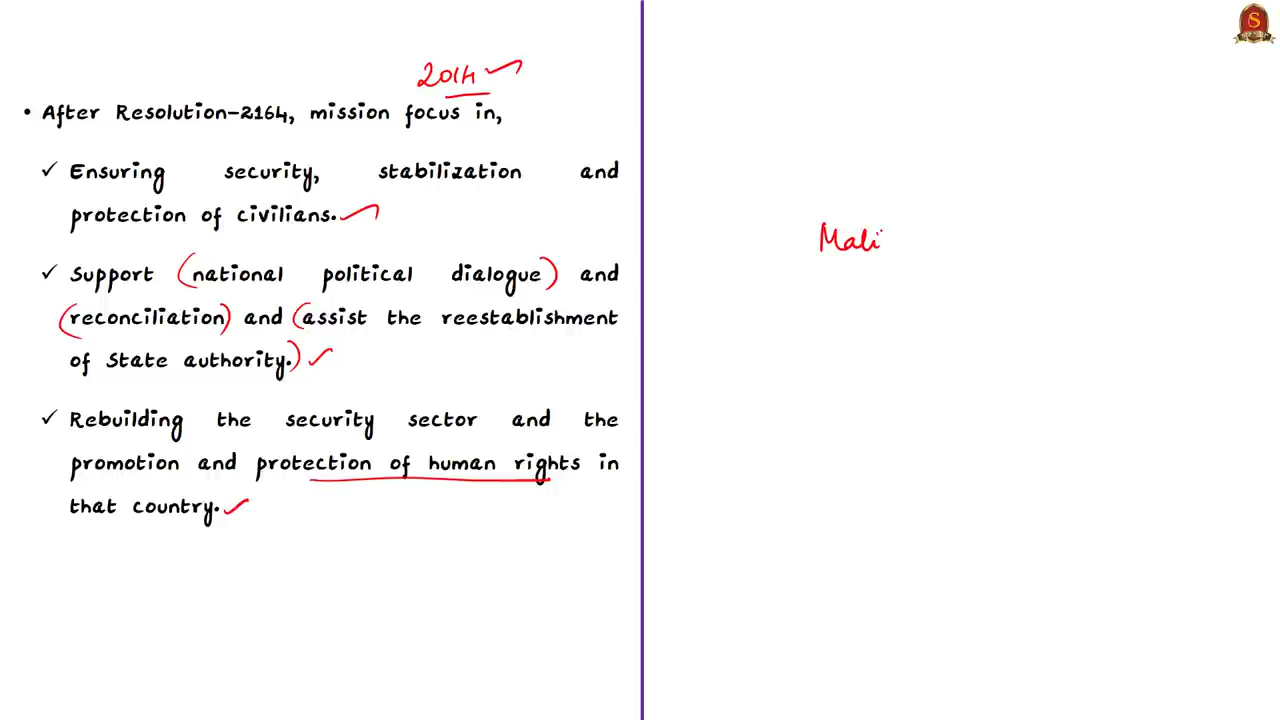 2014
• After Resolution-2164, mission focus in,
✓ Ensuring security, stabilization and
protection of civilians.
✓ Support (national political dialogue) and
(reconciliation) and (assist the reestablishment
of State authority.)
✓ Rebuilding the security sector and the
promotion and protection of human rights in
that country.
Mali
S